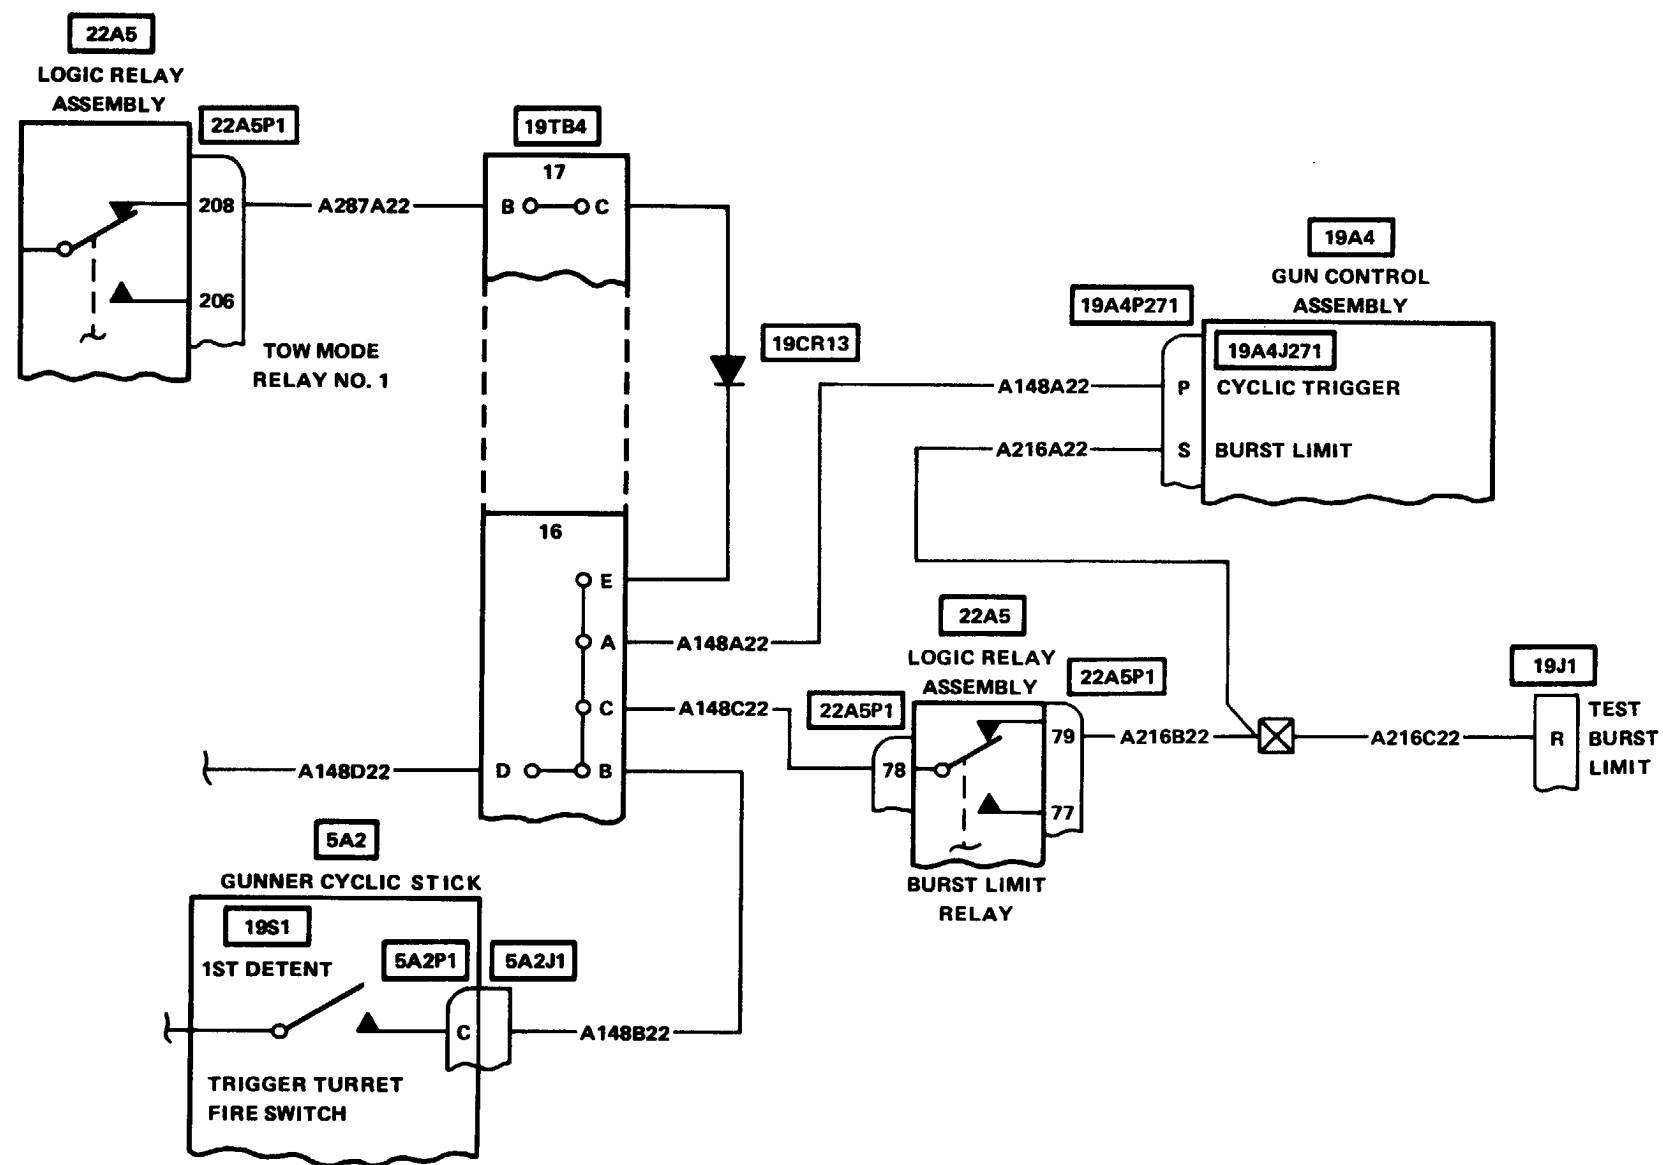 22A5
LOGIC RELAY
ASSEMBLY
22A5P1
208
206
TOW MODE
RELAY NO. 1
A287A22
19TB4
17
B
C
19CR13
19A4
GUN CONTROL
ASSEMBLY
19A4P271
19A4J271
A148A22
P
CYCLIC TRIGGER
A216A22
S
BURST LIMIT
16
E
A
A148A22
C
A148C22
A148D22
D
B
22A5
LOGIC RELAY
ASSEMBLY
22A5P1
22A5P1
78
79
77
BURST LIMIT
RELAY
A216B22
A216C22
19J1
R
TEST
BURST
LIMIT
5A2
GUNNER CYCLIC STICK
19S1
1ST DETENT
5A2P1
5A2J1
C
A148B22
TRIGGER TURRET
FIRE SWITCH